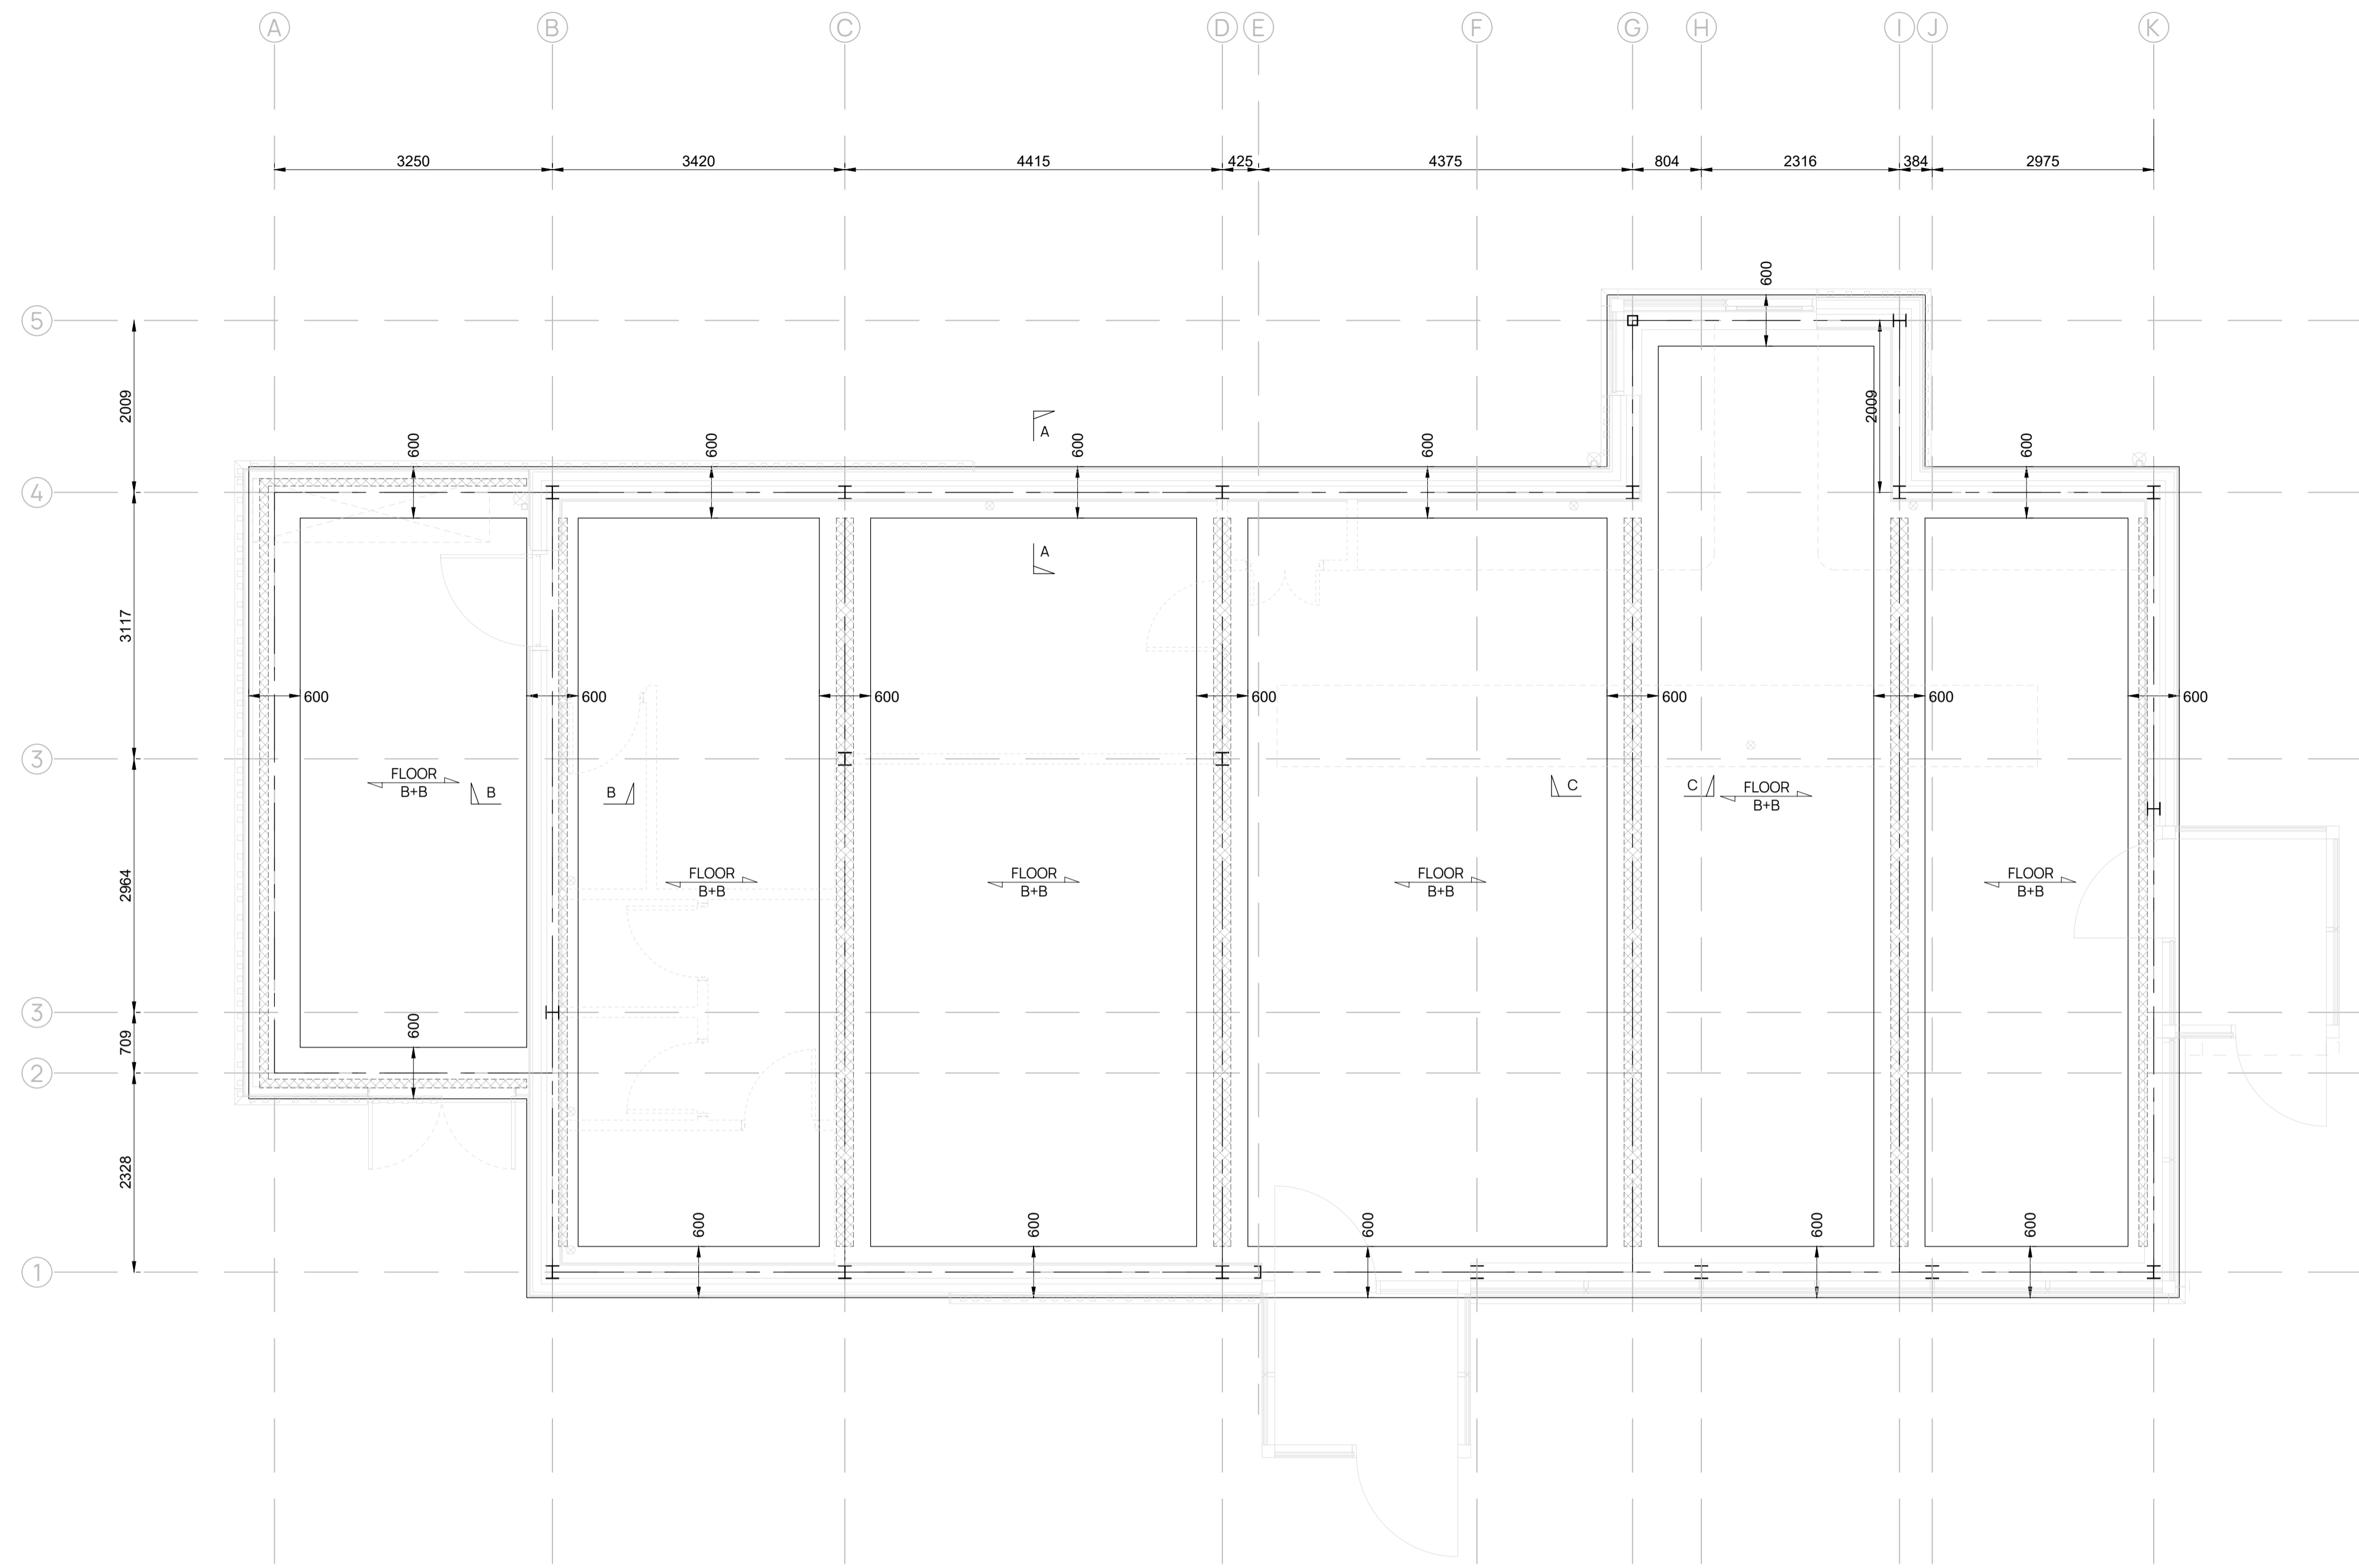 A B C D E F G H I J K
3250 3420 4415 425 4375 804 2316 384 2975
600
5
2009 2009
A
600 600 600 600 600
4
A
3117
600 600 600 600 600 600 600
3
FLOOR
B+B
B B
C C
FLOOR
B+B
2964
FLOOR
B+B
FLOOR
B+B
FLOOR
B+B
FLOOR
B+B
3
709
600
2
2328
600 600 600 600 600
1